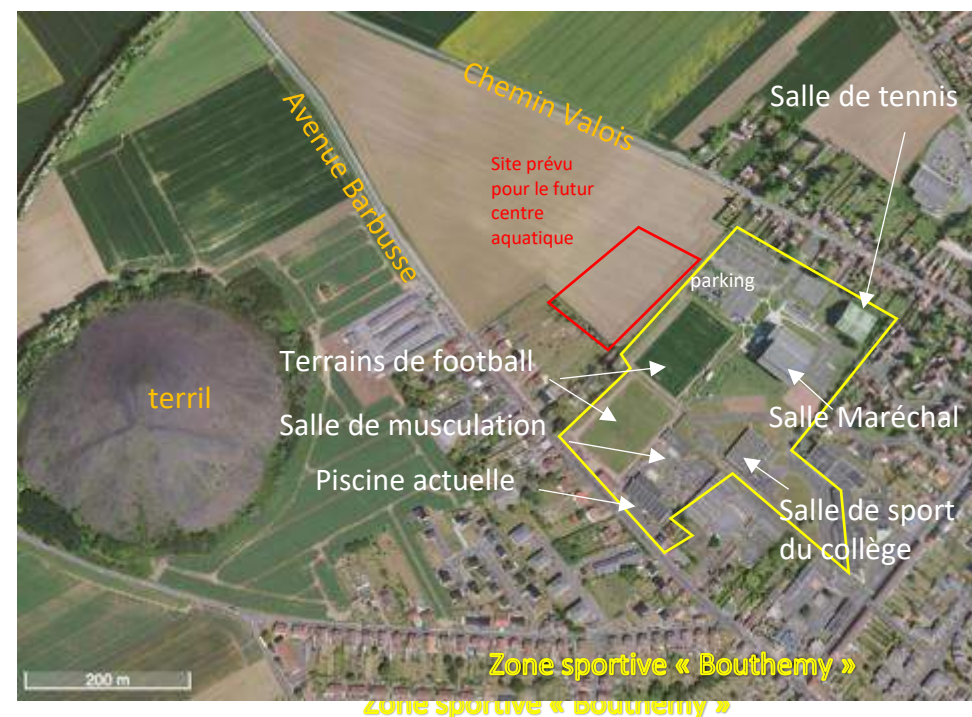 Chemin Valois
Salle de tennis
Avenue Barbusse
Site prévu
pour le futur
centre
aquatique
parking
Terrains de football
terril
Salle Maréchal
Salle de musculation
Piscine actuelle
Salle de sport
du collège
Zone sportive « Bouthemy »
200 m
Zone sportive « Bouthemy »